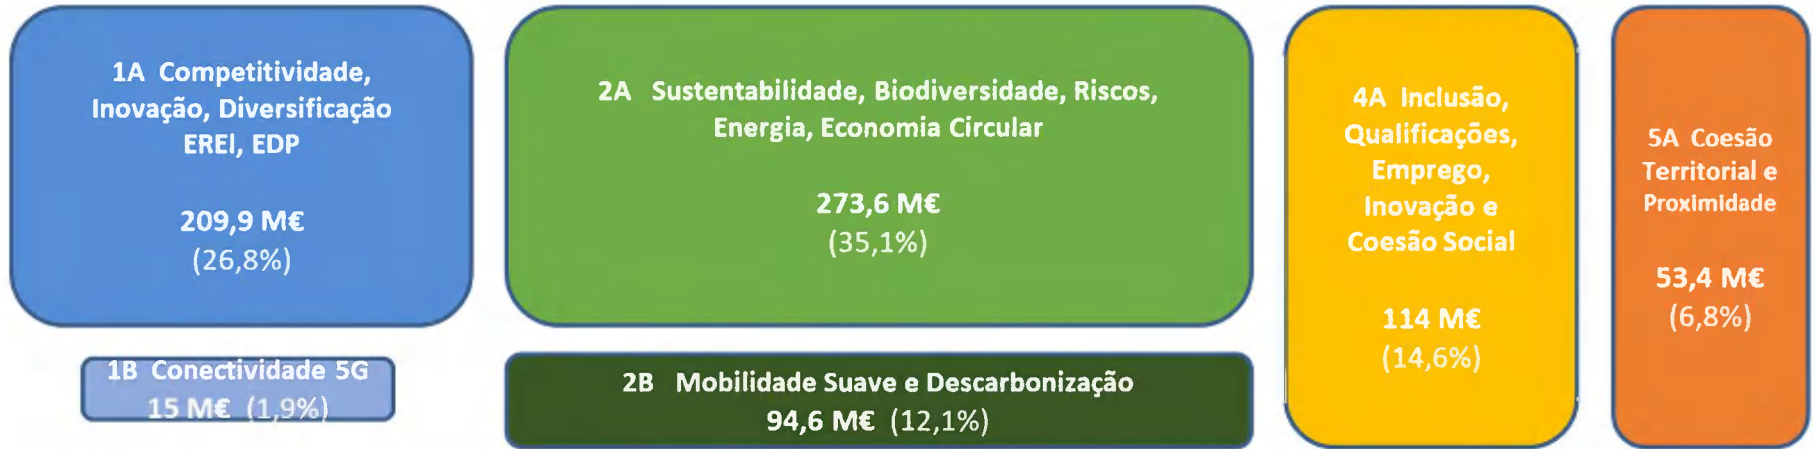 1A Competitividade,
Inovação, Diversificação
EREI, EDP
209,9 M€
(26,8%)
1B Conectividade 5G
15 M€ (1,9%)
2A Sustentabilidade, Biodiversidade, Riscos,
Energia, Economia Circular
273,6 M€
(35,1%)
2B Mobilidade Suave e Descarbonização
94,6 M€ (12,1%)
4A Inclusão,
Qualificações,
Emprego,
Inovação e
Coesão Social
114 M€
(14,6%)
5A Coesão
Territorial e
Proximidade
53,4 M€
(6,8%)